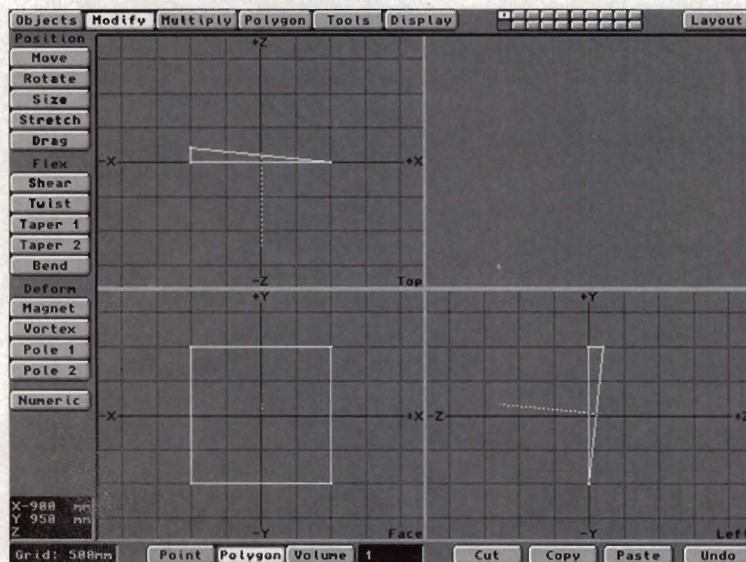 Objects Modify Multiply Polygon Tools Display Layout
Position
Move
Rotate
Size
Stretch
Drag
Flex
Shear
Twist
Taper 1
Taper 2
Bend
Deform
Magnet
Vortex
Pole 1
Pole 2
Numeric
+Z
-X +X
-Z Top
+Y
-X +X
-Y Face
+Y
-Z +Z
-Y Left
X-900 mm
Y 950 mm
Z
Grid: 500mm Point Polygon Volume 1 Cut Copy Paste Undo